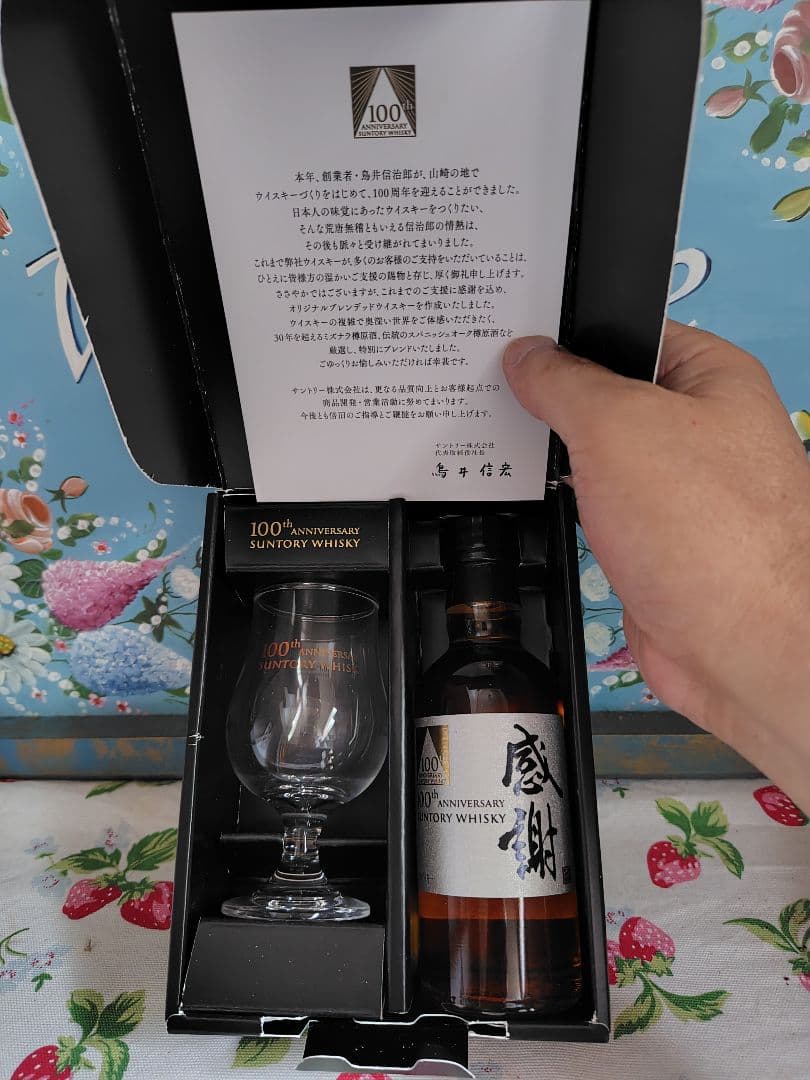 100th
ANNIVERSARY
SUNTORY WHISKY
本年、創業者・鳥井信治郎が、山崎の地で
ウイスキーづくりをはじめて、100周年を迎えることができました。
日本人の味覚にあったウイスキーをつくりたい、
そんな荒唐無稽ともいえる信治郎の情熱は、
その後も脈々と受け継がれてまいりました。
これまで弊社ウイスキーが、多くのお客様のご支持をいただいていることは、
ひとえに皆様方の温かいご支援の賜物と存じ、厚く御礼申し上げます。
ささやかではございますが、これまでのご支援に感謝を込め、
オリジナルブレンデッドウイスキーを作成いたしました。
ウイスキーの複雑で奥深い世界をご体感いただきたく、
30年を超えるミズナラ樽原酒、伝統のスパニッシュオーク樽原酒など
厳選し、特別にブレンドいたしました。
ごゆっくりお愉しみいただければ幸甚です。
サントリー株式会社は、更なる品質向上とお客様起点での
商品開発・営業活動に努めてまいります。
今後とも倍旧のご指導とご鞭撻をお願い申し上げます。
サントリー株式会社
代表取締役社長
鳥井信宏
100th ANNIVERSARY
SUNTORY WHISKY
100th ANNIVERSA
SUNTORY WHISK
100
ANNIVERSARY
SUNTORY WHISKY
感謝
00th ANNIVERSARY
UNTORY WHISKY